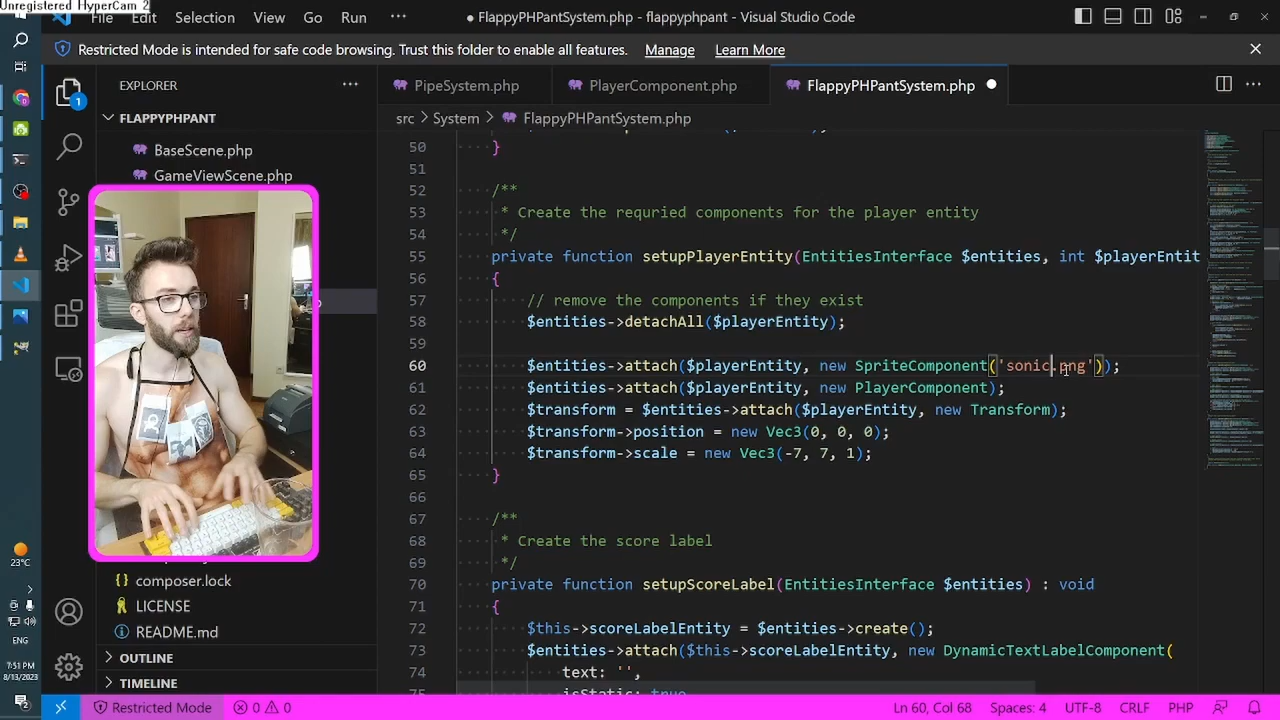 Unregistered HyperCam 2
File Edit Selection View Go Run ··· ● FlappyPHPantSystem.php - flappyphpant - Visual Studio Code
Restricted Mode is intended for safe code browsing. Trust this folder to enable all features. Manage Learn More
EXPLORER
PipeSystem.php PlayerComponent.php FlappyPHPantSystem.php
FLAPPYPHPANT
src > System > FlappyPHPantSystem.php
BaseScene.php
GameViewScene.php
50 }
51
52 /**
53 * Create the requried components for the player entity
54 */
55 private function setupPlayerEntity(EntitiesInterface $entities, int $playerEntit
56 {
57 // remove the components if they exist
58 $entities->detachAll($playerEntity);
59
60 $entities->attach($playerEntity, new SpriteComponent('sonic.png'));
61 $entities->attach($playerEntity, new PlayerComponent);
62 $transform = $entities->attach($playerEntity, new Transform);
63 $transform->position = new Vec3(0, 0, 0);
64 $transform->scale = new Vec3(-7, 7, 1);
65 }
66
67 /**
68 * Create the score label
69 */
70 private function setupScoreLabel(EntitiesInterface $entities) : void
71 {
72 $this->scoreLabelEntity = $entities->create();
73 $entities->attach($this->scoreLabelEntity, new DynamicTextLabelComponent(
74 text: '',
75 isStatic: true
composer.lock
LICENSE
README.md
OUTLINE
TIMELINE
1
23°C
ENG
7:51 PM
8/13/2023
Restricted Mode 0 0 Ln 60, Col 68 Spaces: 4 UTF-8 CRLF PHP